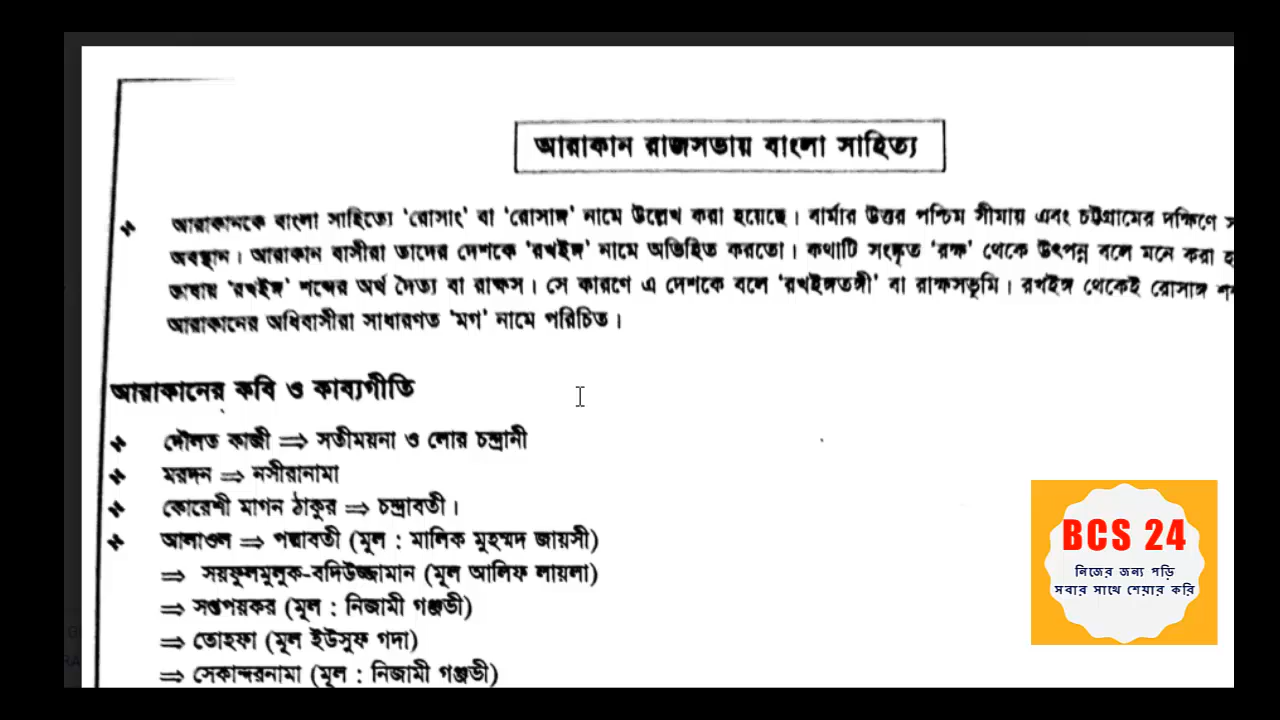 আরাকান রাজসভায় বাংলা সাহিত্য
আরাকানকে বাংলা সাহিত্যে ‘রোসাং’ বা ‘রোসাঙ্গ’ নামে উল্লেখ করা হয়েছে। বার্মার উত্তর পশ্চিম সীমায় এবং চট্টগ্রামের দক্ষিণে
অবস্থান। আরাকান বাসীরা তাদের দেশকে ‘রখইঙ্গ’ নামে অভিহিত করতো। কথাটি সংস্কৃত ‘রক্ষ’ থেকে উৎপন্ন বলে মনে করা
ভাষায় ‘রখইঙ্গ’ শব্দের অর্থ দৈত্য বা রাক্ষস। সে কারণে এ দেশকে বলে ‘রখইঙ্গতঙ্গী’ বা রাক্ষসভূমি। রখইঙ্গ থেকেই রোসাঙ্গ
আরাকানের অধিবাসীরা সাধারণত ‘মগ’ নামে পরিচিত।
আরাকানের কবি ও কাব্যগীতি
দৌলত কাজী ⇒ সতীময়না ও লোর চন্দ্রানী
মরদন ⇒ নসীরানামা
কোরেশী মাগন ঠাকুর ⇒ চন্দ্রাবতী।
আলাওল ⇒ পদ্মাবতী (মূল : মালিক মুহম্মদ জায়সী)
⇒ সয়ফুলমুলুক-বদিউজ্জামান (মূল আলিফ লায়লা)
⇒ সপ্তপয়কর (মূল : নিজামী গঞ্জভী)
⇒ তোহফা (মূল ইউসুফ গদা)
⇒ সেকান্দরনামা (মূল : নিজামী গঞ্জভী)
BCS 24
নিজের জন্য পড়ি
সবার সাথে শেয়ার করি